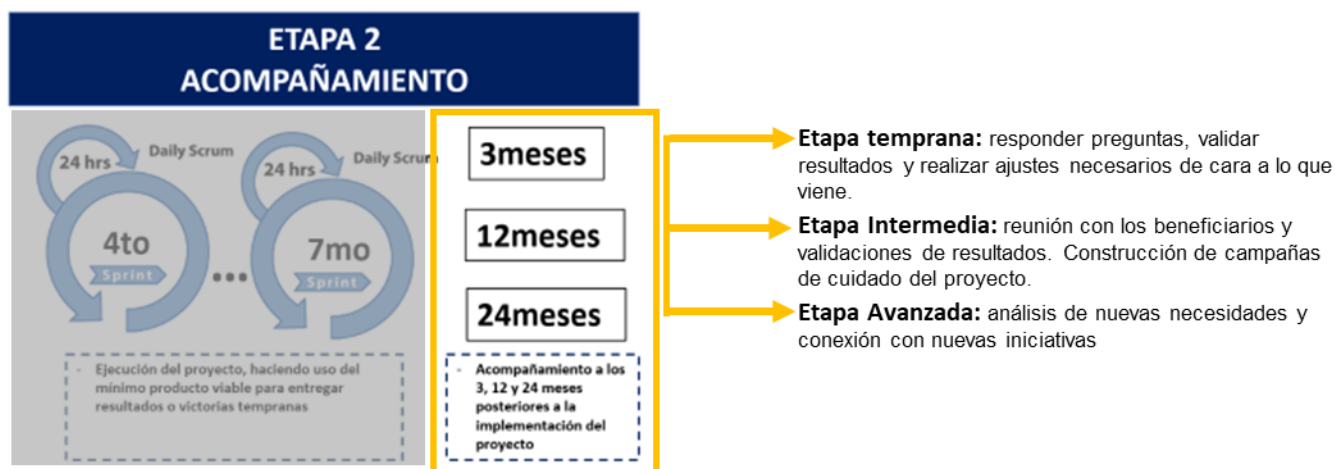 ETAPA 2
ACOMPAÑAMIENTO
24 hrs
Daily Scrum
24 hrs
Daily Scrum
4to
Sprint
...
7mo
Sprint
- Ejecución del proyecto, haciendo uso del
mínimo producto viable para entregar
resultados o victorias tempranas
3meses
12meses
24meses
- Acompañamiento a los
3, 12 y 24 meses
posteriores a la
implementación del
proyecto
Etapa temprana: responder preguntas, validar
resultados y realizar ajustes necesarios de cara a lo que
viene.
Etapa Intermedia: reunión con los beneficiarios y
validaciones de resultados. Construcción de campañas
de cuidado del proyecto.
Etapa Avanzada: análisis de nuevas necesidades y
conexión con nuevas iniciativas